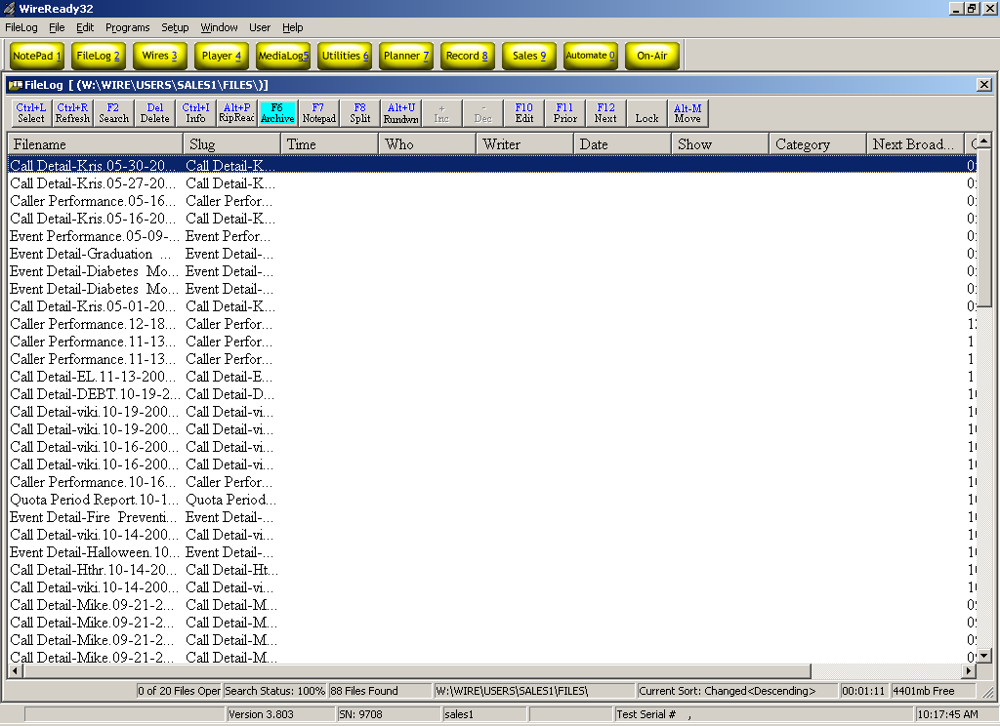 WireReady32
FileLog File Edit Programs Setup Window User Help
NotePad 1 FileLog 2 Wires 3 Player 4 MediaLog5 Utilities 6 Planner 7 Record 8 Sales 9 Automate 0 On-Air
FileLog [ (W:\WIRE\USERS\SALES1\FILES\)]
Ctrl+L Ctrl+R F2 Del Ctrl+I Alt+P F6 F7 F8 Alt+U + - F10 F11 F12 Alt-M
Select Refresh Search Delete Info RipRead Archive Notepad Split Rundwn Inc Dec Edit Prior Next Lock Move
Filename Slug Time Who Writer Date Show Category Next Broad...
Call Detail-Kris.05-30-20... Call Detail-K...
Call Detail-Kris.05-27-20... Call Detail-K...
Caller Performance.05-16... Caller Perfor...
Call Detail-Kris.05-16-20... Call Detail-K...
Event Performance.05-09-... Event Perfor...
Event Detail-Graduation ... Event Detail-...
Event Detail-Diabetes Mo... Event Detail-...
Event Detail-Diabetes Mo... Event Detail-...
Call Detail-Kris.05-01-20... Call Detail-K...
Caller Performance.12-18... Caller Perfor...
Caller Performance.11-13... Caller Perfor...
Caller Performance.11-13... Caller Perfor...
Call Detail-EL.11-13-200... Call Detail-E...
Call Detail-DEBT.10-19-2... Call Detail-D...
Call Detail-viki.10-19-200... Call Detail-vi...
Call Detail-viki.10-19-200... Call Detail-vi...
Call Detail-viki.10-16-200... Call Detail-vi...
Call Detail-viki.10-16-200... Call Detail-vi...
Caller Performance.10-16... Caller Perfor...
Quota Period Report.10-1... Quota Period...
Event Detail-Fire Preventi... Event Detail-...
Call Detail-viki.10-14-200... Call Detail-vi...
Event Detail-Halloween.10... Event Detail-...
Call Detail-Hthr.10-14-20... Call Detail-Ht...
Call Detail-viki.10-14-200... Call Detail-vi...
Call Detail-Mike.09-21-2... Call Detail-M...
Call Detail-Mike.09-21-2... Call Detail-M...
Call Detail-Mike.09-21-2... Call Detail-M...
Call Detail-Mike.09-21-2... Call Detail-M...
0 of 20 Files Oper Search Status: 100% 88 Files Found W:\WIRE\USERS\SALES1\FILES\ Current Sort: Changed<Descending> 00:01:11 4401mb Free
Version 3.803 SN: 9708 sales1 Test Serial # , 10:17:45 AM